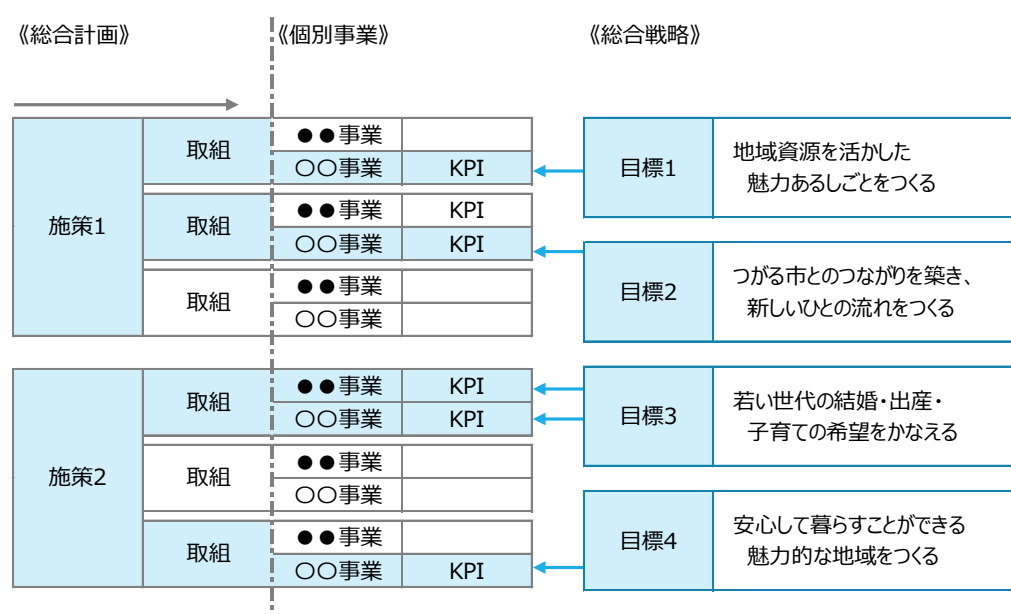 《総合計画》
《個別事業》
《総合戦略》
施策1
取組
●●事業
〇〇事業
KPI
取組
●●事業
KPI
〇〇事業
KPI
取組
●●事業
〇〇事業
施策2
取組
●●事業
KPI
〇〇事業
KPI
取組
●●事業
〇〇事業
取組
●●事業
〇〇事業
KPI
目標1
地域資源を活かした
魅力あるしごとをつくる
目標2
つがる市とのつながりを築き、
新しいひとの流れをつくる
目標3
若い世代の結婚・出産・
子育ての希望をかなえる
目標4
安心して暮らすことができる
魅力的な地域をつくる